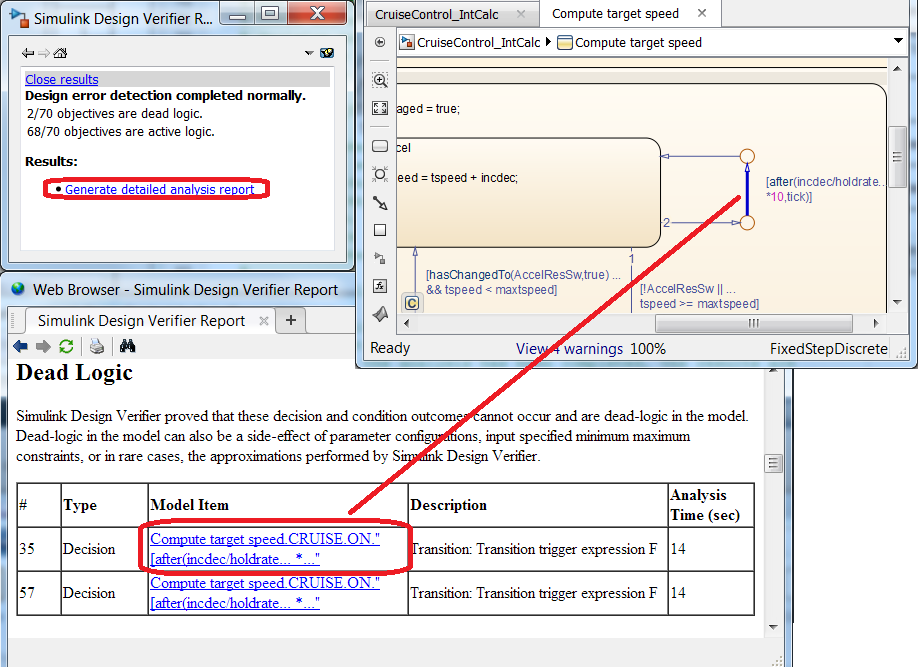 Simulink Design Verifier R...
Close results
Design error detection completed normally.
2/70 objectives are dead logic.
68/70 objectives are active logic.
Results:
• Generate detailed analysis report
CruiseControl_IntCalc
Compute target speed
CruiseControl_IntCalc Compute target speed
aged = true;
cel
eed = tspeed + incdec;
[after(incdec/holdrate...
*10,tick)]
2
1
[hasChangedTo(AccelResSw,true) ...
&& tspeed < maxtspeed]
[!AccelResSw || ...
tspeed >= maxtspeed]
C
fx
Ready View 4 warnings 100% FixedStepDiscrete
Web Browser - Simulink Design Verifier Report
Simulink Design Verifier Report
Dead Logic
Simulink Design Verifier proved that these decision and condition outcomes cannot occur and are dead-logic in the model.
Dead-logic in the model can also be a side-effect of parameter configurations, input specified minimum maximum
constraints, or in rare cases, the approximations performed by Simulink Design Verifier.
# Type Model Item Description Analysis
Time (sec)
35 Decision Compute target speed.CRUISE.ON."
[after(incdec/holdrate... *..." Transition: Transition trigger expression F 14
57 Decision Compute target speed.CRUISE.ON."
[after(incdec/holdrate... *..." Transition: Transition trigger expression F 14